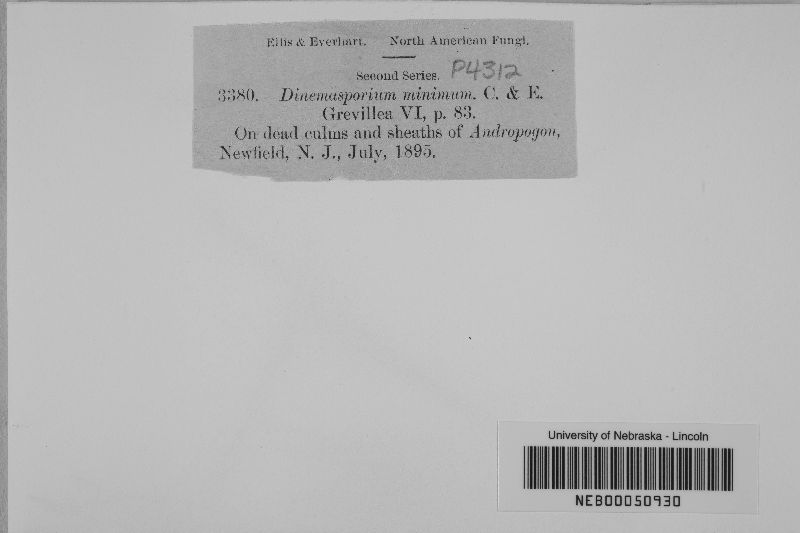 Ellis & Everhart. North American Fungi.
Second Series. P4312
3380. Dinemasporium minimum. C. & E.
Grevillea VI, p. 83.
On dead culms and sheaths of Andropogon,
Newfield, N. J., July, 1895.
University of Nebraska - Lincoln
NEB00050930